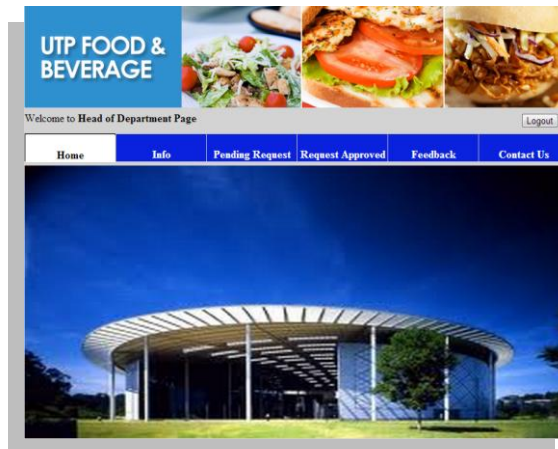 UTP FOOD &
BEVERAGE
Welcome to Head of Department Page
Logout
Home Info Pending Request Request Approved Feedback Contact Us